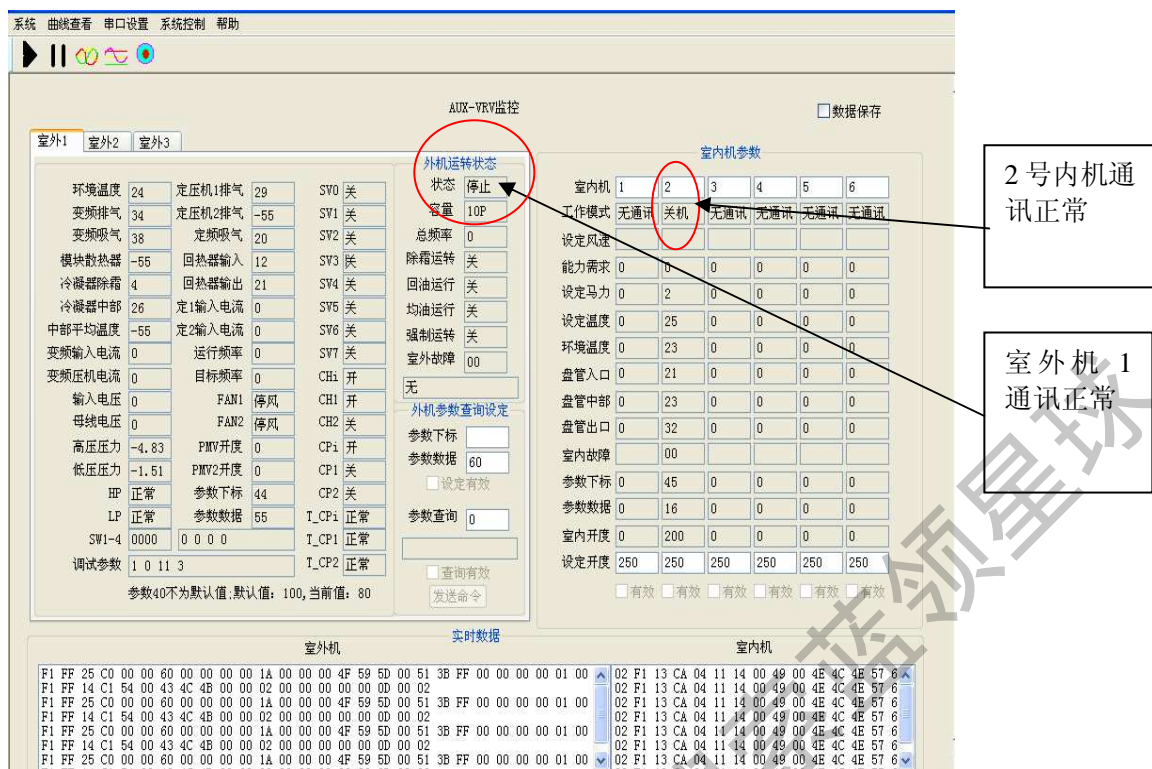 系统 曲线查看 串口设置 系统控制 帮助
AUX-VRV监控
数据保存
室外1 室外2 室外3
环境温度 24 定压机1排气 29 SV0 关
变频排气 34 定压机2排气 -55 SV1 关
变频吸气 38 定频吸气 20 SV2 关
模块散热器 -55 回热器输入 12 SV3 关
冷凝器除霜 4 回热器输出 21 SV4 关
冷凝器中部 26 定1输入电流 0 SV5 关
中部平均温度 -55 定2输入电流 0 SV6 关
变频输入电流 0 运行频率 0 SV7 关
变频压机电流 0 目标频率 0 CHi 开
输入电压 0 FAN1 停风 CH1 开
母线电压 0 FAN2 停风 CH2 关
高压压力 -4.83 PMV开度 0 CPi 开
低压压力 -1.51 PMV2开度 0 CP1 关
HP 正常 参数下标 44 CP2 关
LP 正常 参数数据 55 T_CPi 正常
SW1-4 0000 0 0 0 0 T_CP1 正常
调试参数 1 0 11 3 T_CP2 正常
参数40不为默认值;默认值：100,当前值：80
外机运转状态
状态 停止
容量 10P
总频率 0
除霜运转 关
回油运行 关
均油运行 关
强制运转 关
室外故障 00
无
外机参数查询设定
参数下标
参数数据 60
设定有效
参数查询 0
查询有效
发送命令
室内机参数
室内机 1 2 3 4 5 6
工作模式 无通讯 关机 无通讯 无通讯 无通讯 无通讯
设定风速
能力需求 0 0 0 0 0 0
设定马力 0 2 0 0 0 0
设定温度 0 25 0 0 0 0
环境温度 0 23 0 0 0 0
盘管入口 0 21 0 0 0 0
盘管中部 0 23 0 0 0 0
盘管出口 0 32 0 0 0 0
室内故障 00
参数下标 0 45 0 0 0 0
参数数据 0 16 0 0 0 0
室内开度 0 200 0 0 0 0
设定开度 250 250 250 250 250 250
有效 有效 有效 有效 有效 有效
2 号内机通
讯正常
室外机 1
通讯正常
实时数据
室外机 室内机
F1 FF 25 C0 00 00 60 00 00 00 00 1A 00 00 00 4F 59 5D 00 51 3B FF 00 00 00 00 01 00 02 F1 13 CA 04 11 14 00 49 00 4E 4C 4E 57 6
F1 FF 14 C1 54 00 43 4C 4B 00 00 02 00 00 00 00 00 0D 00 02 02 F1 13 CA 04 11 14 00 49 00 4E 4C 4E 57 6
F1 FF 25 C0 00 00 60 00 00 00 00 1A 00 00 00 4F 59 5D 00 51 3B FF 00 00 00 00 01 00 02 F1 13 CA 04 11 14 00 49 00 4E 4C 4E 57 6
F1 FF 14 C1 54 00 43 4C 4B 00 00 02 00 00 00 00 00 0D 00 02 02 F1 13 CA 04 11 14 00 49 00 4E 4C 4E 57 6
F1 FF 25 C0 00 00 60 00 00 00 00 1A 00 00 00 4F 59 5D 00 51 3B FF 00 00 00 00 01 00 02 F1 13 CA 04 11 14 00 49 00 4E 4C 4E 57 6
F1 FF 14 C1 54 00 43 4C 4B 00 00 02 00 00 00 00 00 0D 00 02 02 F1 13 CA 04 11 14 00 49 00 4E 4C 4E 57 6
F1 FF 25 C0 00 00 60 00 00 00 00 1A 00 00 00 4F 59 5D 00 51 3B FF 00 00 00 00 01 00 02 F1 13 CA 04 11 14 00 49 00 4E 4C 4E 57 6
索蓝领星球